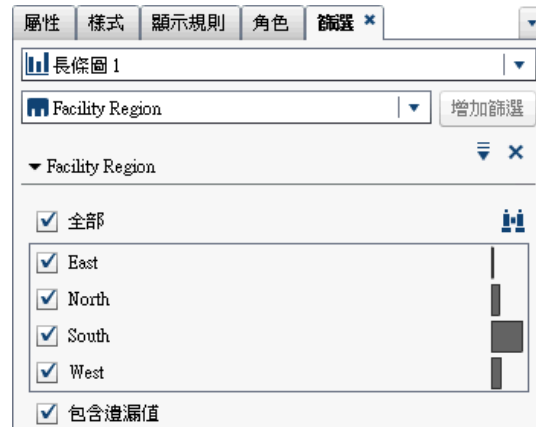 屬性 樣式 顯示規則 角色 篩選
長條圖 1
Facility Region 增加篩選
Facility Region
全部
East
North
South
West
包含遺漏值